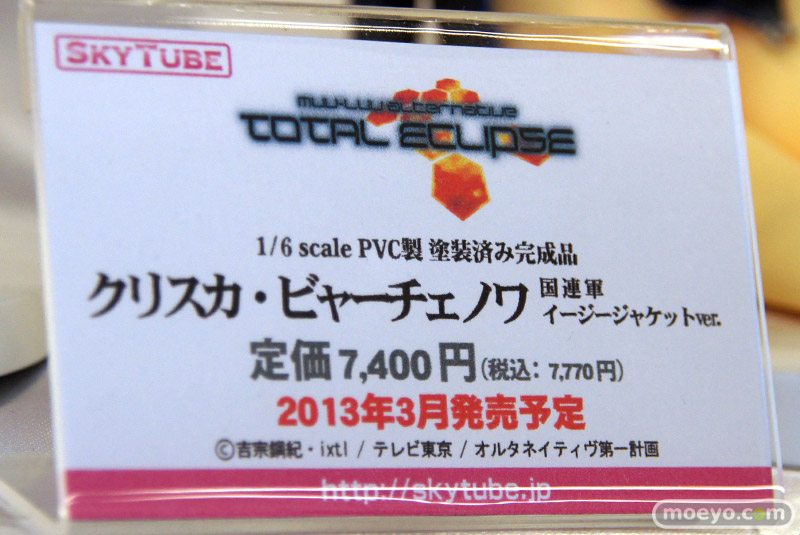 SKYTUBE
muv-luv alternative
TOTAL ECLIPSE
1/6 scale PVC製 塗装済み完成品
クリスカ・ビャーチェノワ 国連軍
イージージャケットver.
定価7,400円(税込: 7,770円)
2013年3月発売予定
©吉宗鋼紀・ixtl / テレビ東京 / オルタネイティヴ第一計画
http://skytube.jp
moeyo.com